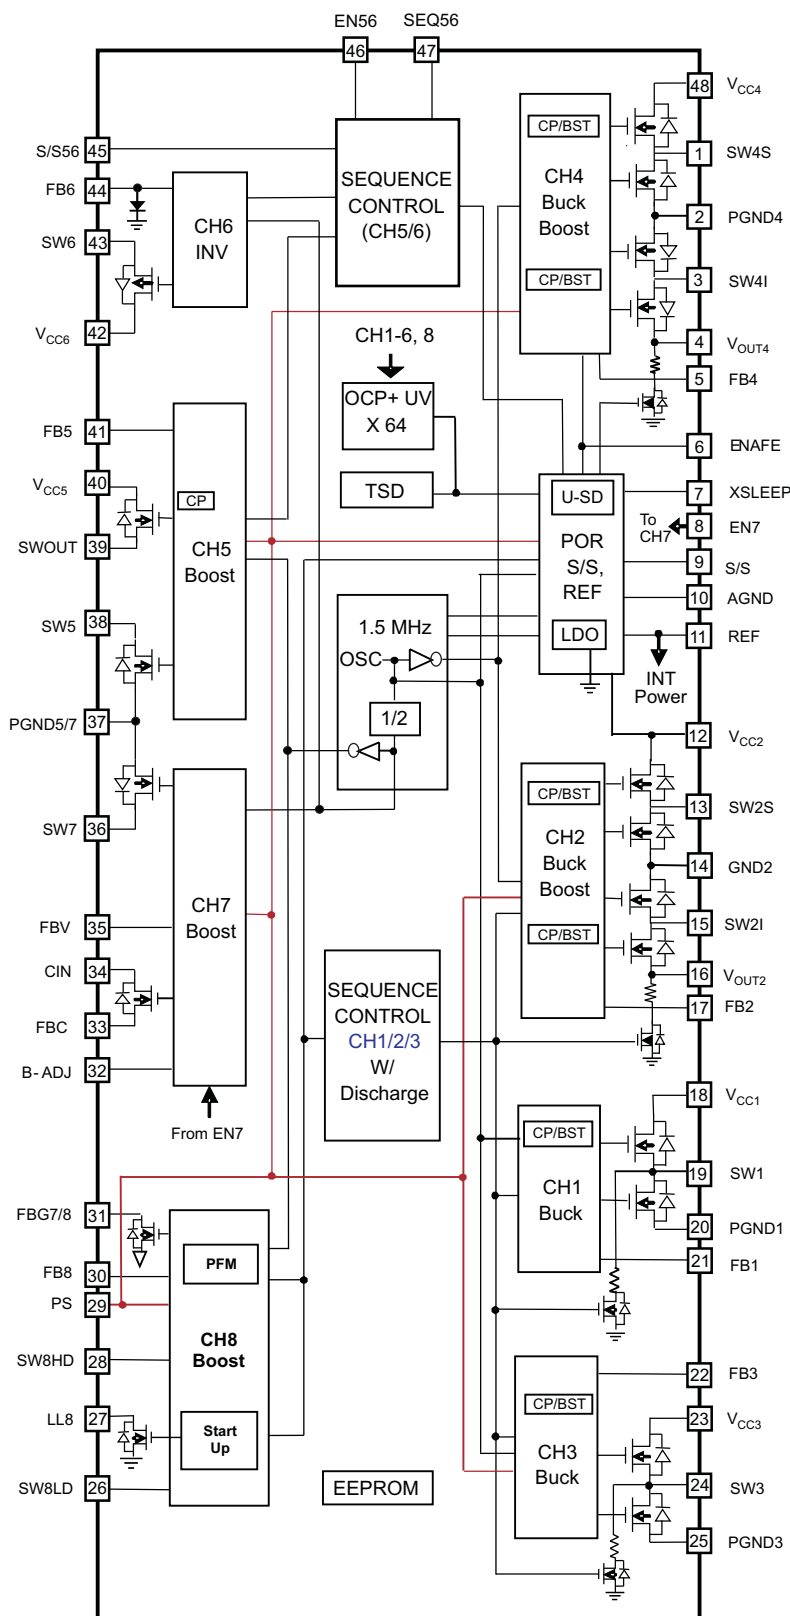 EN56 SEQ56
46 47
S/S56 45
FB6 44
SW6 43
VCC6 42
CH6
INV
SEQUENCE
CONTROL
(CH5/6)
CP/BST
CH4
Buck
Boost
CP/BST
48 VCC4
1 SW4S
2 PGND4
3 SW4I
4 VOUT4
5 FB4
CH1-6, 8
OCP+ UV
X 64
TSD
FB5 41
VCC5 40
SWOUT 39
SW5 38
PGND5/7 37
SW7 36
CP
CH5
Boost
U-SD
POR
S/S,
REF
LDO
6 ENAFE
7 XSLEEP
To
CH7
8 EN7
9 S/S
10 AGND
11 REF
INT
Power
1.5 MHz
OSC
1/2
12 VCC2
13 SW2S
14 GND2
15 SW2I
16 VOUT2
17 FB2
CP/BST
CH2
Buck
Boost
CP/BST
FBV 35
CIN 34
FBC 33
B- ADJ 32
CH7
Boost
From EN7
SEQUENCE
CONTROL
CH1/2/3
W/
Discharge
CP/BST
CH1
Buck
18 VCC1
19 SW1
20 PGND1
21 FB1
FBG7/8 31
FB8 30
PS 29
SW8HD 28
LL8 27
SW8LD 26
PFM
CH8
Boost
Start
Up
EEPROM
CP/BST
CH3
Buck
22 FB3
23 VCC3
24 SW3
25 PGND3